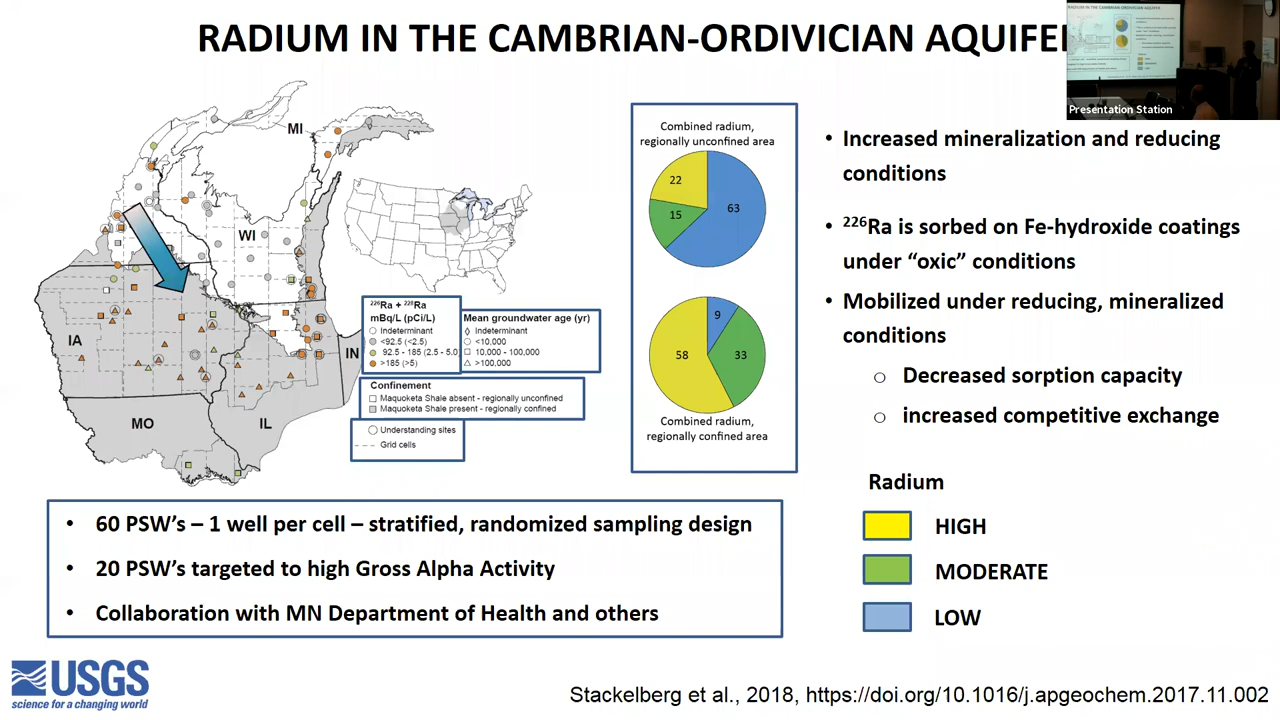 RADIUM IN THE CAMBRIAN-ORDIVICIAN AQUIFE
Presentation Station
MI
WI
IA
IN
MO
IL
²²⁶Ra + ²²⁸Ra
mBq/L (pCi/L)
Indeterminant
<92.5 (<2.5)
92.5 - 185 (2.5 - 5.0)
>185 (>5)
Mean groundwater age (yr)
Indeterminant
<10,000
10,000 - 100,000
>100,000
Confinement
Maquoketa Shale absent - regionally unconfined
Maquoketa Shale present - regionally confined
Understanding sites
Grid cells
Combined radium,
regionally unconfined area
22
15
63
9
58
33
Combined radium,
regionally confined area
• Increased mineralization and reducing
conditions
• ²²⁶Ra is sorbed on Fe-hydroxide coatings
under “oxic” conditions
• Mobilized under reducing, mineralized
conditions
o Decreased sorption capacity
o increased competitive exchange
Radium
HIGH
MODERATE
LOW
• 60 PSW’s – 1 well per cell – stratified, randomized sampling design
• 20 PSW’s targeted to high Gross Alpha Activity
• Collaboration with MN Department of Health and others
USGS
science for a changing world
Stackelberg et al., 2018, https://doi.org/10.1016/j.apgeochem.2017.11.002